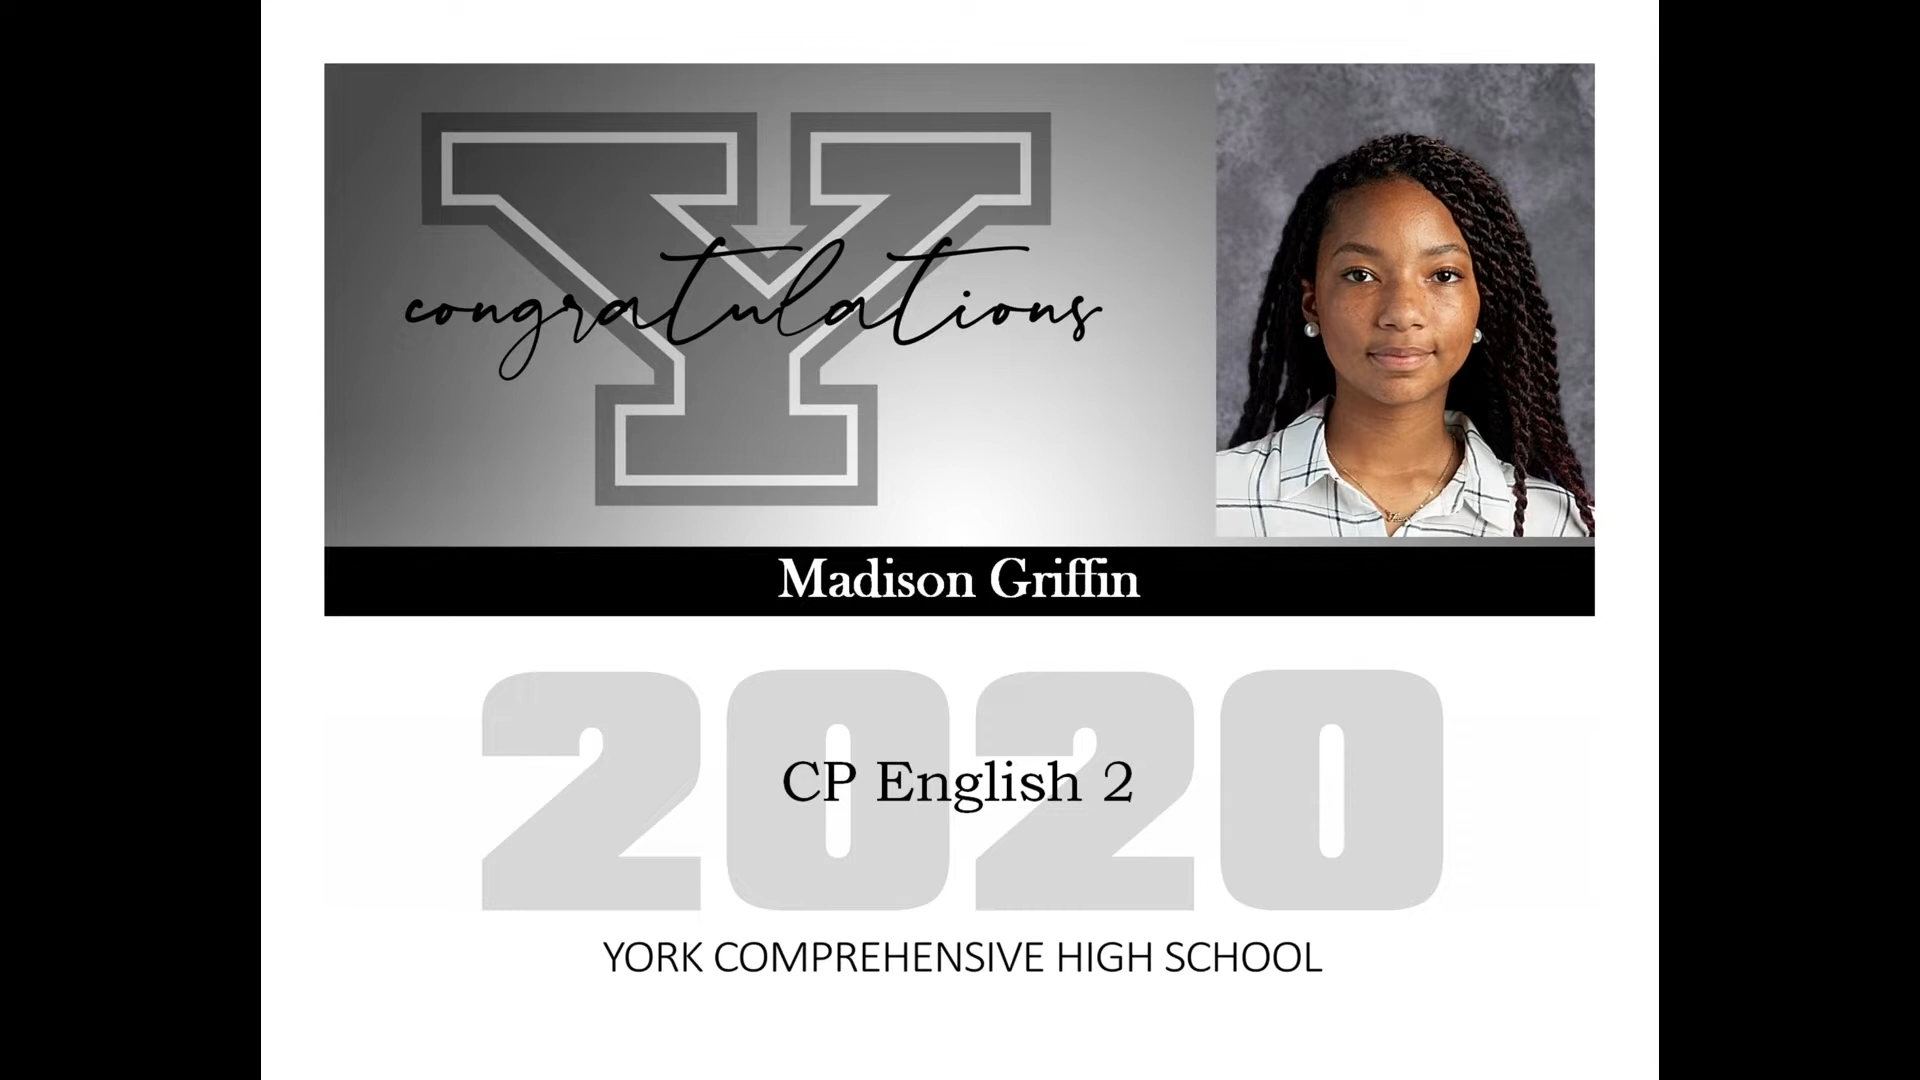 Y
congratulations
Madison Griffin
2020
CP English 2
YORK COMPREHENSIVE HIGH SCHOOL